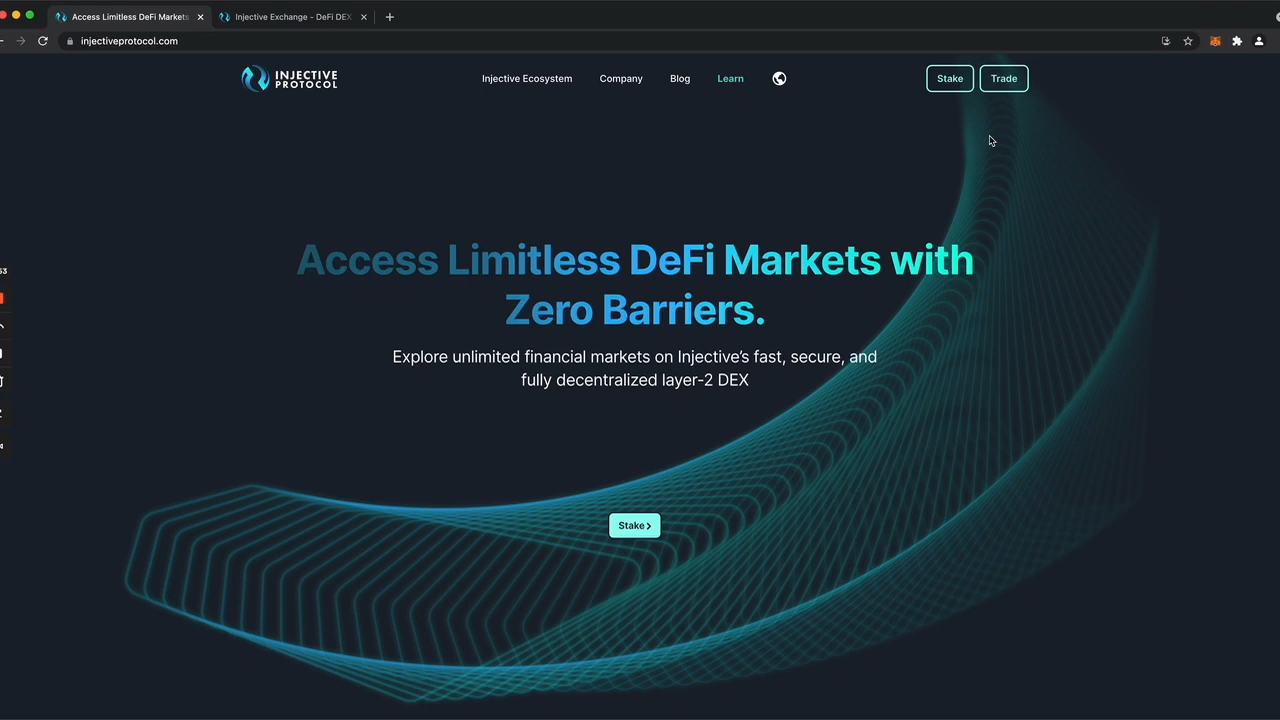 Access Limitless DeFi Markets
Injective Exchange - DeFi DEX
injectiveprotocol.com
INJECTIVE
PROTOCOL
Injective Ecosystem
Company
Blog
Learn
Stake
Trade
Access Limitless DeFi Markets with
Zero Barriers.
Explore unlimited financial markets on Injective's fast, secure, and
fully decentralized layer-2 DEX
Stake